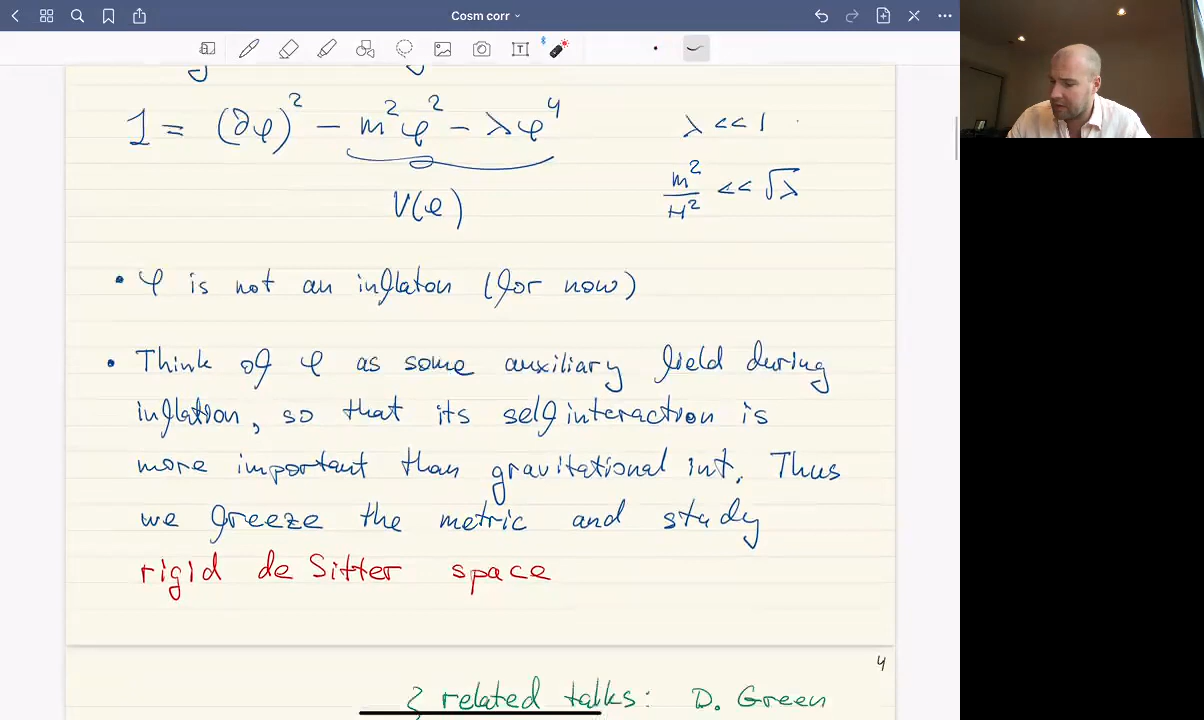 Cosm corr
1 = (∂φ)² − m²φ² − λφ⁴
λ << 1
V(φ)
m²/H² << √λ
• φ is not an inflaton (for now)
• Think of φ as some auxiliary field during
inflation, so that its self interaction is
more important than gravitational int. Thus
we freeze the metric and study
rigid de Sitter space
4
related talks: D. Green